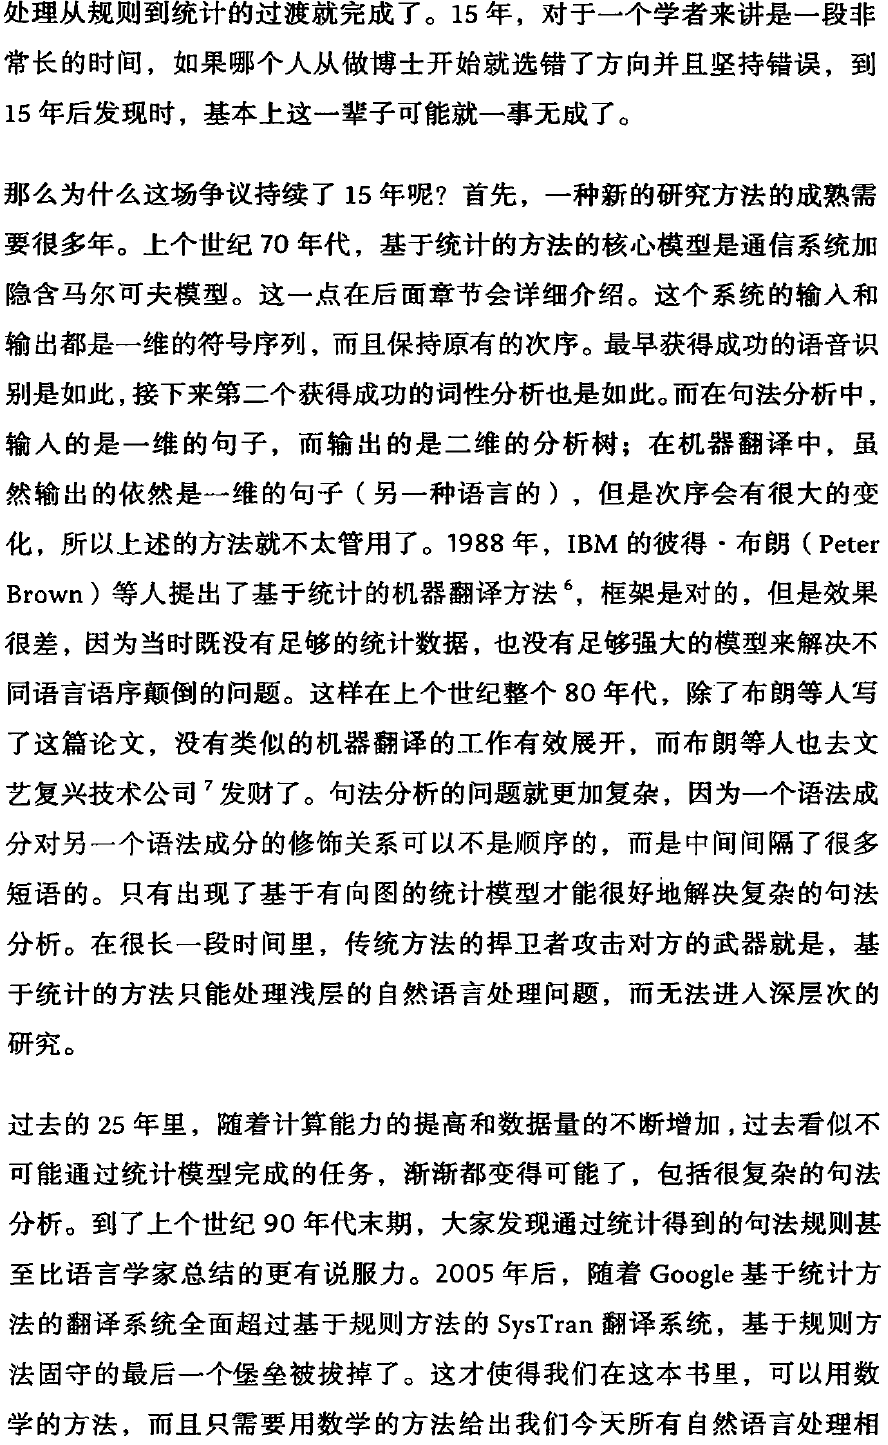 处理从规则到统计的过渡就完成了。15 年，对于一个学者来讲是一段非
常长的时间，如果哪个人从做博士开始就选错了方向并且坚持错误，到
15 年后发现时，基本上这一辈子可能就一事无成了。
那么为什么这场争议持续了 15 年呢？首先，一种新的研究方法的成熟需
要很多年。上个世纪 70 年代，基于统计的方法的核心模型是通信系统加
隐含马尔可夫模型。这一点在后面章节会详细介绍。这个系统的输入和
输出都是一维的符号序列，而且保持原有的次序。最早获得成功的语音识
别是如此，接下来第二个获得成功的词性分析也是如此。而在句法分析中，
输入的是一维的句子，而输出的是二维的分析树；在机器翻译中，虽
然输出的依然是一维的句子（另一种语言的），但是次序会有很大的变
化，所以上述的方法就不太管用了。1988 年，IBM 的彼得·布朗（Peter
Brown）等人提出了基于统计的机器翻译方法 6，框架是对的，但是效果
很差，因为当时既没有足够的统计数据，也没有足够强大的模型来解决不
同语言语序颠倒的问题。这样在上个世纪整个 80 年代，除了布朗等人写
了这篇论文，没有类似的机器翻译的工作有效展开，而布朗等人也去文
艺复兴技术公司 7 发财了。句法分析的问题就更加复杂，因为一个语法成
分对另一个语法成分的修饰关系可以不是顺序的，而是中间间隔了很多
短语的。只有出现了基于有向图的统计模型才能很好地解决复杂的句法
分析。在很长一段时间里，传统方法的捍卫者攻击对方的武器就是，基
于统计的方法只能处理浅层的自然语言处理问题，而无法进入深层次的
研究。
过去的 25 年里，随着计算能力的提高和数据量的不断增加，过去看似不
可能通过统计模型完成的任务，渐渐都变得可能了，包括很复杂的句法
分析。到了上个世纪 90 年代末期，大家发现通过统计得到的句法规则甚
至比语言学家总结的更有说服力。2005 年后，随着 Google 基于统计方
法的翻译系统全面超过基于规则方法的 SysTran 翻译系统，基于规则方
法固守的最后一个堡垒被拔掉了。这才使得我们在这本书里，可以用数
学的方法，而且只需要用数学的方法给出我们今天所有自然语言处理相